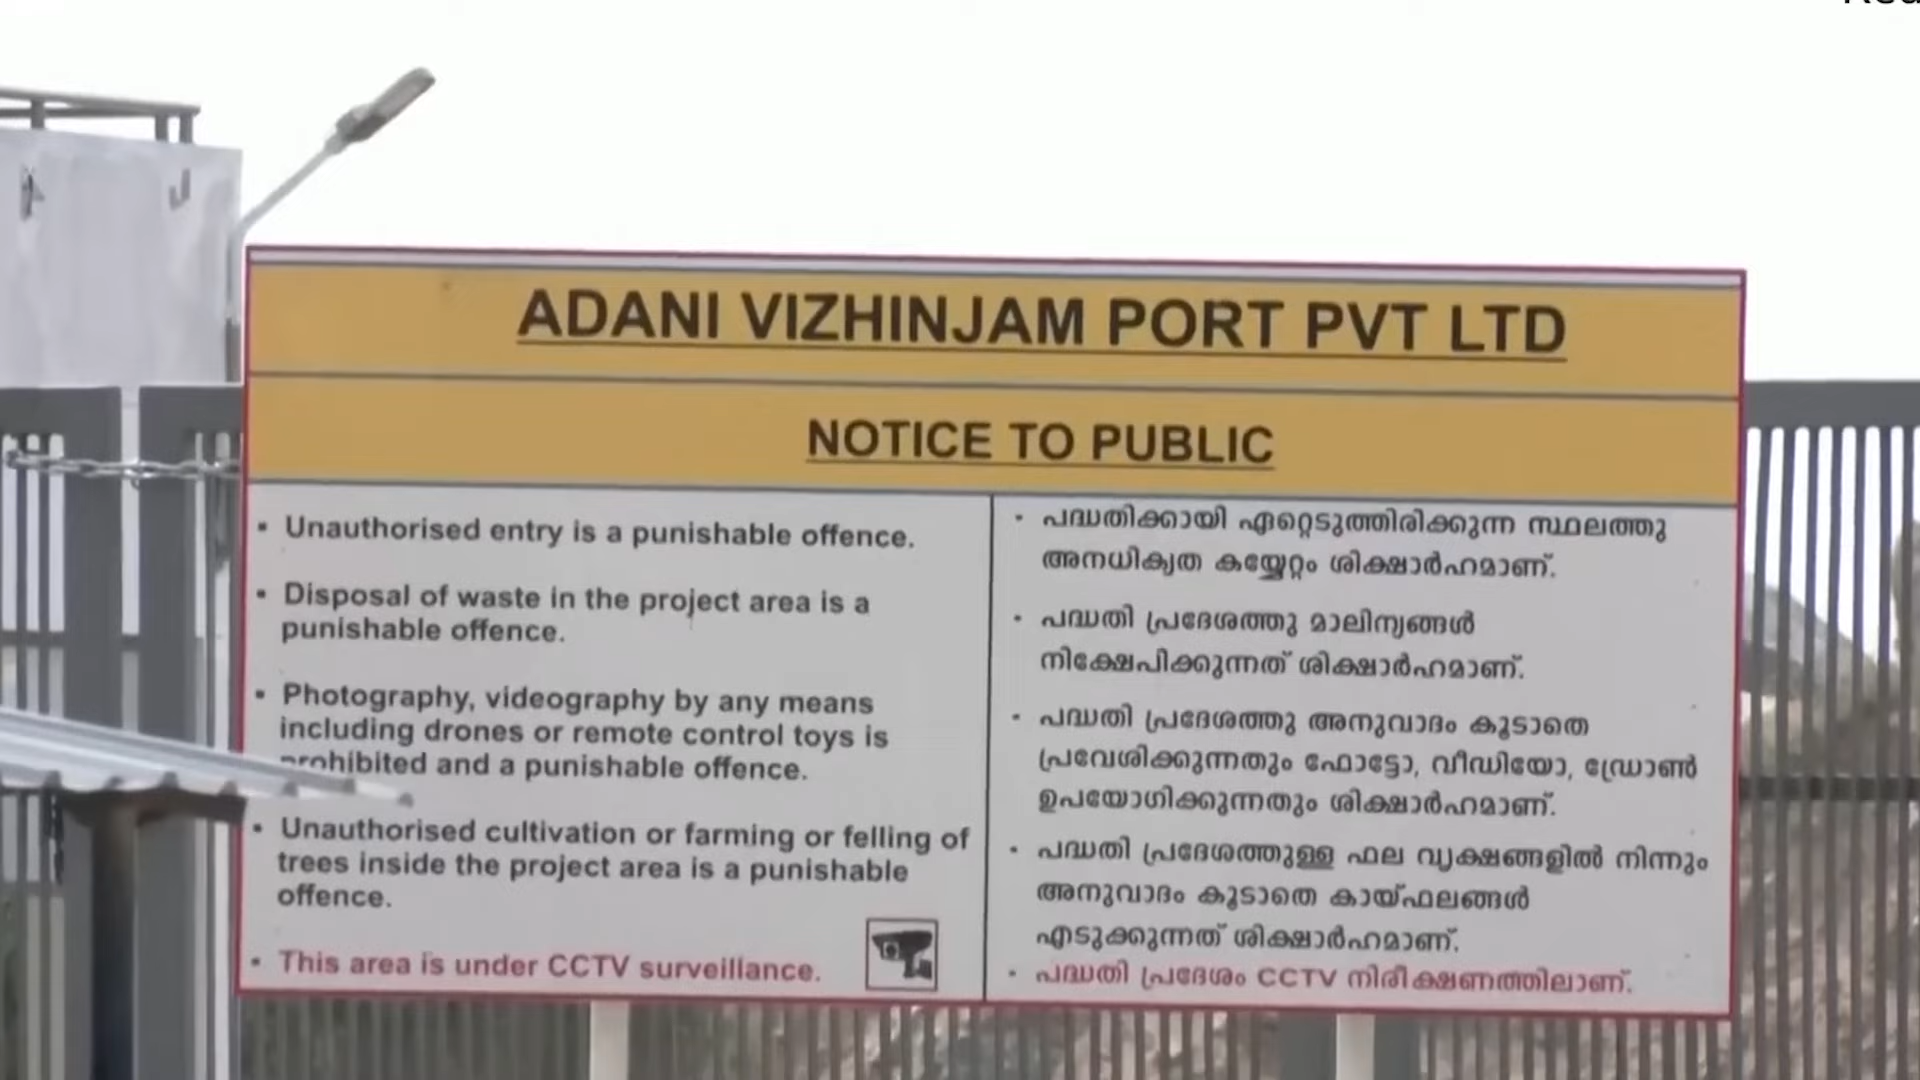 ADANI VIZHINJAM PORT PVT LTD
NOTICE TO PUBLIC
▪ Unauthorised entry is a punishable offence.
▪ Disposal of waste in the project area is a
punishable offence.
▪ Photography, videography by any means
including drones or remote control toys is
prohibited and a punishable offence.
▪ Unauthorised cultivation or farming or felling of
trees inside the project area is a punishable
offence.
▪ This area is under CCTV surveillance.
▪ പദ്ധതിക്കായി ഏറ്റെടുത്തിരിക്കുന്ന സ്ഥലത്തു
അനധികൃത കയ്യേറ്റം ശിക്ഷാർഹമാണ്.
▪ പദ്ധതി പ്രദേശത്തു മാലിന്യങ്ങൾ
നിക്ഷേപിക്കുന്നത് ശിക്ഷാർഹമാണ്.
▪ പദ്ധതി പ്രദേശത്തു അനുവാദം കൂടാതെ
പ്രവേശിക്കുന്നതും ഫോട്ടോ, വീഡിയോ, ഡ്രോൺ
ഉപയോഗിക്കുന്നതും ശിക്ഷാർഹമാണ്.
▪ പദ്ധതി പ്രദേശത്തുള്ള ഫല വൃക്ഷങ്ങളിൽ നിന്നും
അനുവാദം കൂടാതെ കായ്ഫലങ്ങൾ
എടുക്കുന്നത് ശിക്ഷാർഹമാണ്.
▪ പദ്ധതി പ്രദേശം CCTV നിരീക്ഷണത്തിലാണ്.